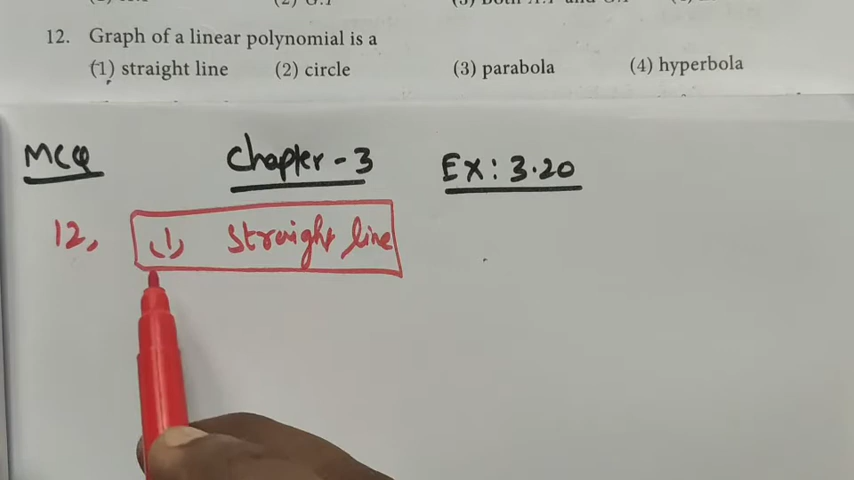 12. Graph of a linear polynomial is a
(1) straight line (2) circle (3) parabola (4) hyperbola
MCQ Chapter - 3 Ex: 3.20
12, (1) straight line